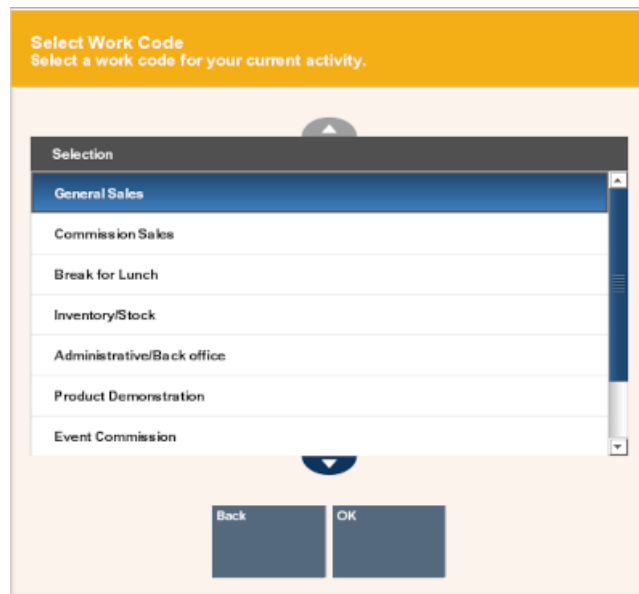 Select Work Code
Select a work code for your current activity.
Selection
General Sales
Commission Sales
Break for Lunch
Inventory/Stock
Administrative/Back office
Product Demonstration
Event Commission
Back OK